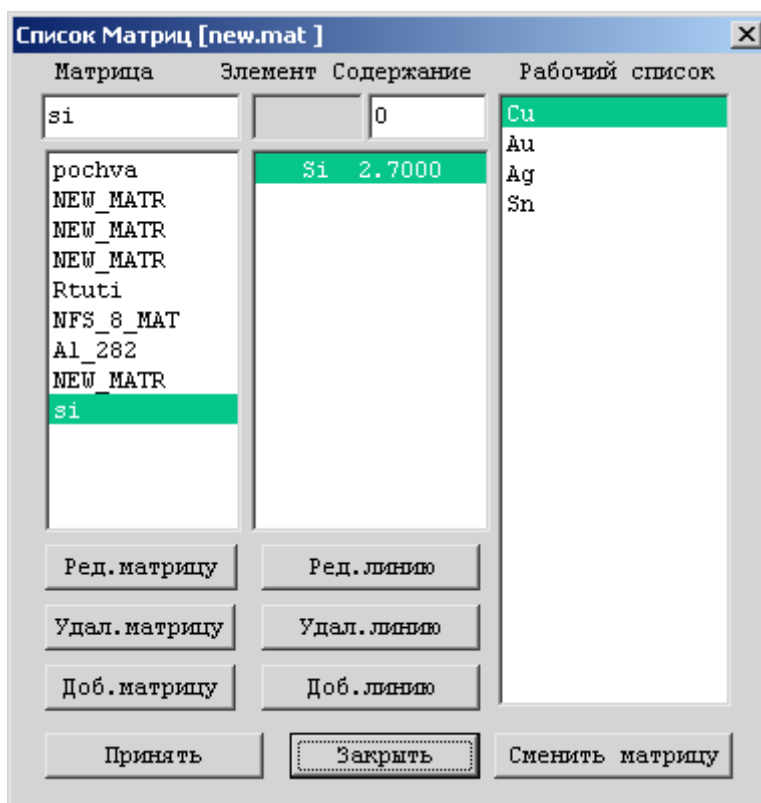 Список Матриц [new.mat ]
Матрица Элемент Содержание Рабочий список
si 0
pochva
NEW_MATR
NEW_MATR
NEW_MATR
Rtuti
NFS_8_MAT
Al_282
NEW_MATR
si
Si 2.7000
Cu
Au
Ag
Sn
Ред.матрицу Ред.линию
Удал.матрицу Удал.линию
Доб.матрицу Доб.линию
Принять Закрыть Сменить матрицу